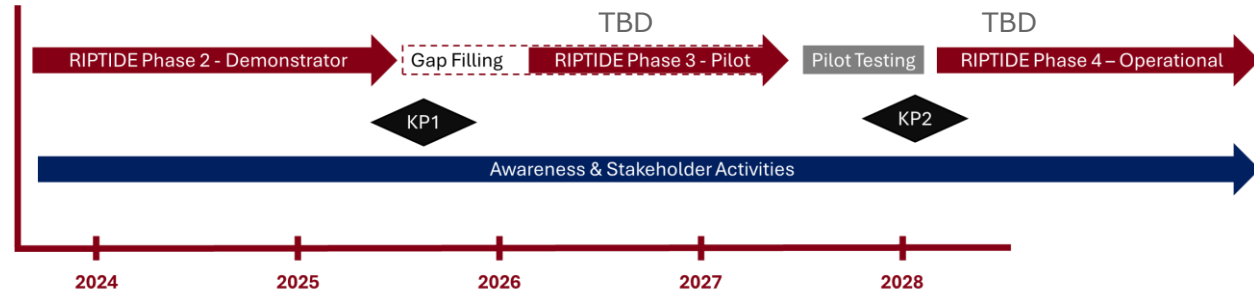 TBD
TBD
RIPTIDE Phase 2 - Demonstrator
Gap Filling
RIPTIDE Phase 3 - Pilot
Pilot Testing
RIPTIDE Phase 4 – Operational
KP1
KP2
Awareness & Stakeholder Activities
2024
2025
2026
2027
2028